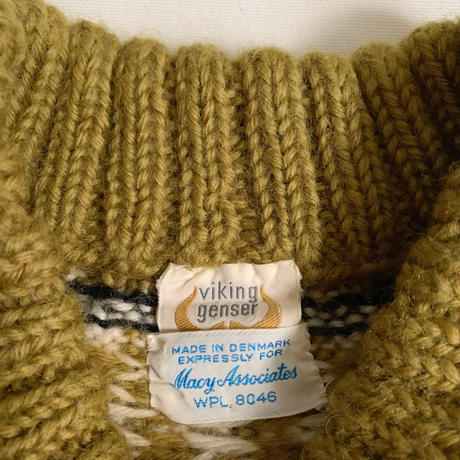 viking
genser
MADE IN DENMARK
EXPRESSLY FOR
Macy Associates
WPL, 8046